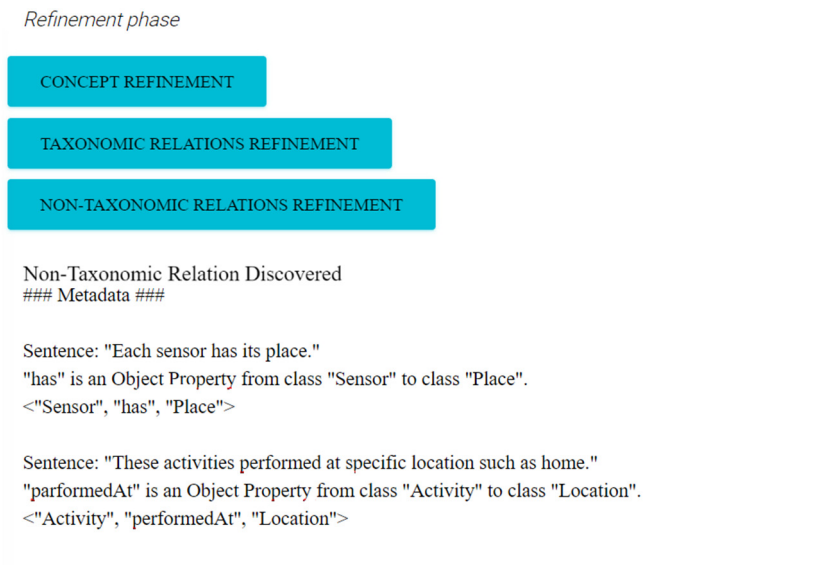 Refinement phase
CONCEPT REFINEMENT
TAXONOMIC RELATIONS REFINEMENT
NON-TAXONOMIC RELATIONS REFINEMENT
Non-Taxonomic Relation Discovered
### Metadata ###
Sentence: "Each sensor has its place."
"has" is an Object Property from class "Sensor" to class "Place".
<"Sensor", "has", "Place">
Sentence: "These activities performed at specific location such as home."
"parformedAt" is an Object Property from class "Activity" to class "Location".
<"Activity", "performedAt", "Location">